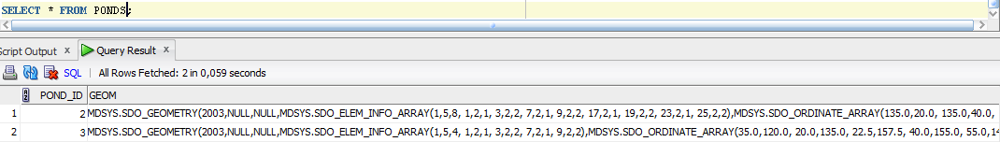 SELECT * FROM PONDS;
Script Output x Query Result x
SQL | All Rows Fetched: 2 in 0,059 seconds
POND_ID GEOM
1 2 MDSYS.SDO_GEOMETRY(2003,NULL,NULL,MDSYS.SDO_ELEM_INFO_ARRAY(1,5,8, 1,2,1, 3,2,2, 7,2,1, 9,2,2, 17,2,1, 19,2,2, 23,2,1, 25,2,2),MDSYS.SDO_ORDINATE_ARRAY(135.0,20.0, 135.0,40.0,
2 3 MDSYS.SDO_GEOMETRY(2003,NULL,NULL,MDSYS.SDO_ELEM_INFO_ARRAY(1,5,4, 1,2,1, 3,2,2, 7,2,1, 9,2,2),MDSYS.SDO_ORDINATE_ARRAY(35.0,120.0, 20.0,135.0, 22.5,157.5, 40.0,155.0, 55.0,14